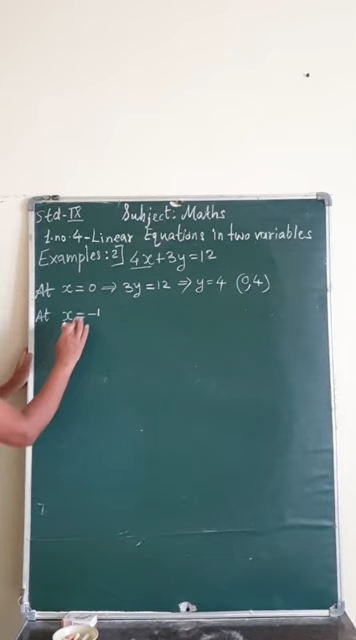 Std-IX Subject: Maths
1.no.4-Linear Equations in two variables
Examples: 2] 4x+3y=12
At x=0 ⇒ 3y=12 ⇒ y=4 (0,4)
At x=-1